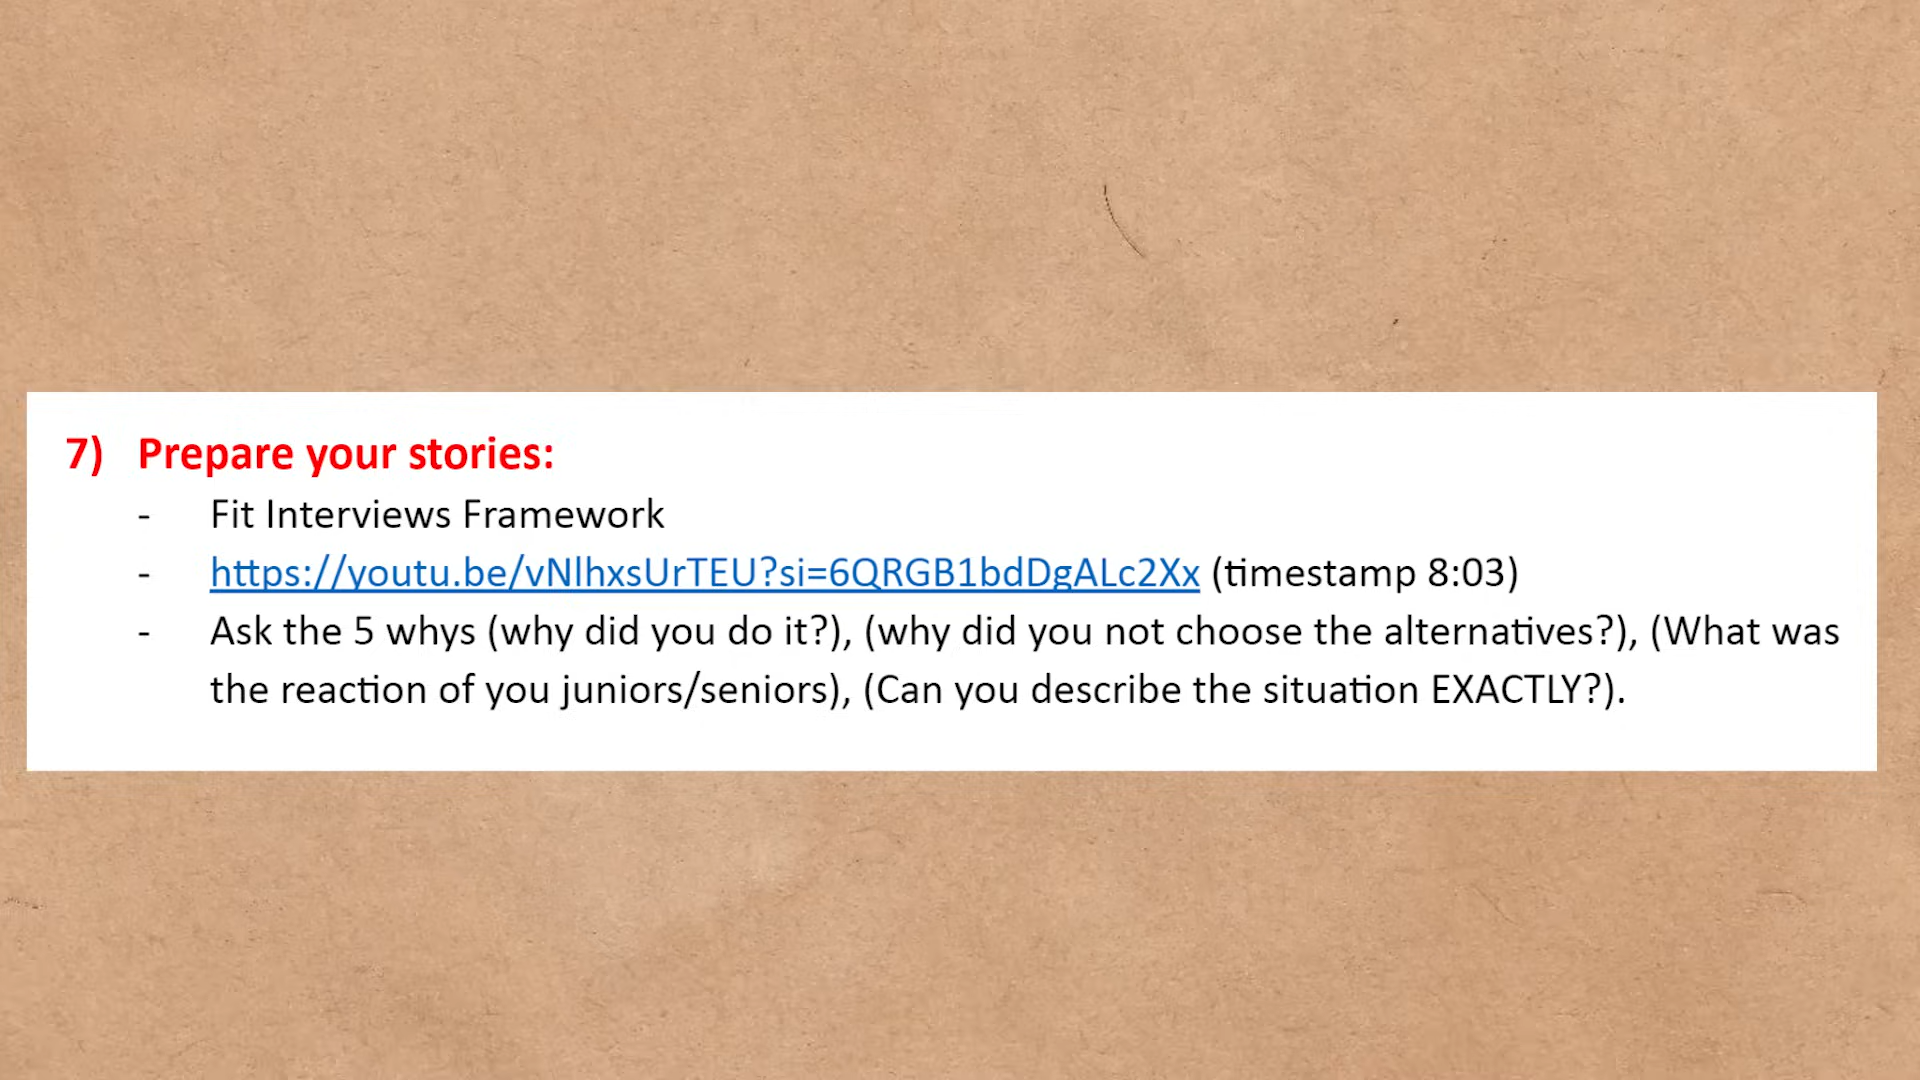 7) Prepare your stories:
- Fit Interviews Framework
- https://youtu.be/vNlhxsUrTEU?si=6QRGB1bdDgALc2Xx (timestamp 8:03)
- Ask the 5 whys (why did you do it?), (why did you not choose the alternatives?), (What was
the reaction of you juniors/seniors), (Can you describe the situation EXACTLY?).